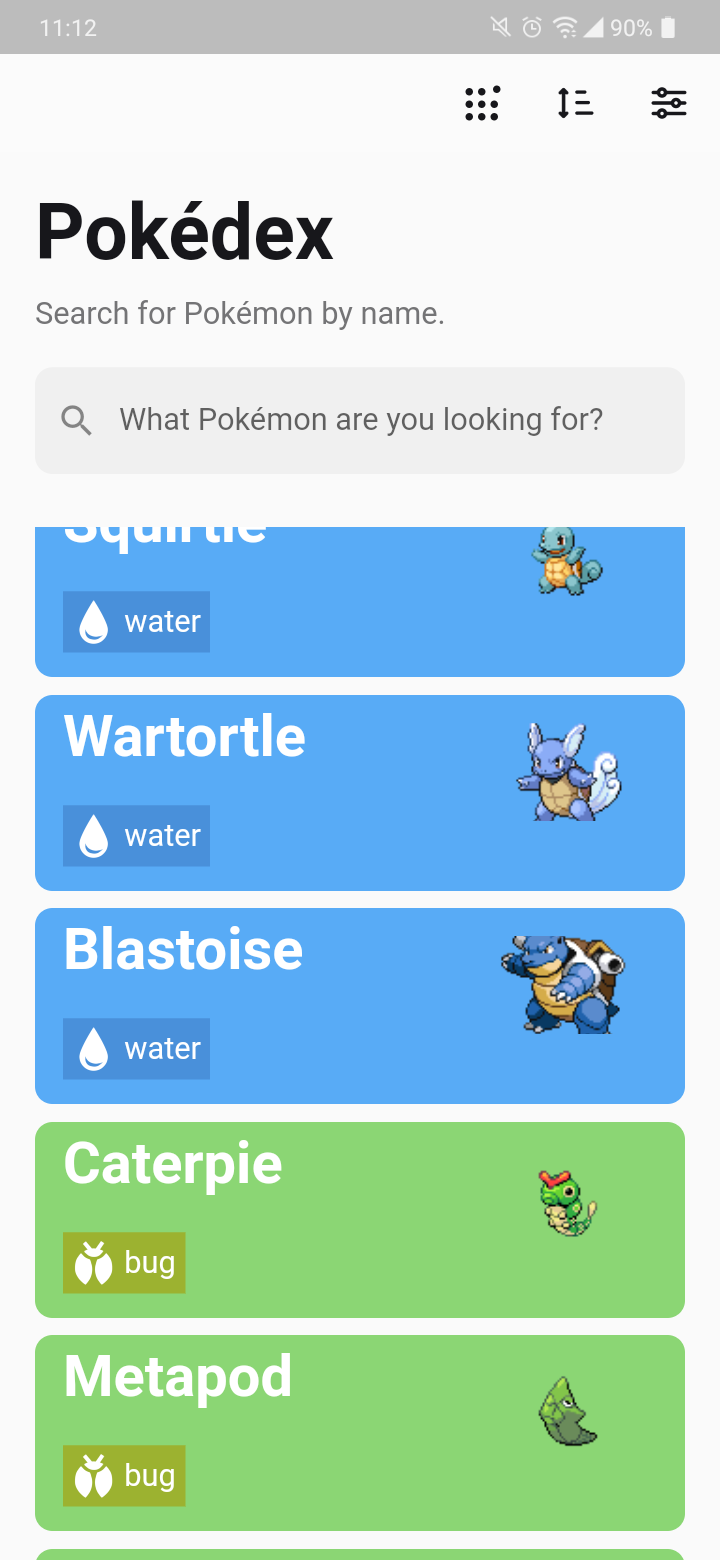 11:12
90%
Pokédex
Search for Pokémon by name.
What Pokémon are you looking for?
Squirtle
water
Wartortle
water
Blastoise
water
Caterpie
bug
Metapod
bug